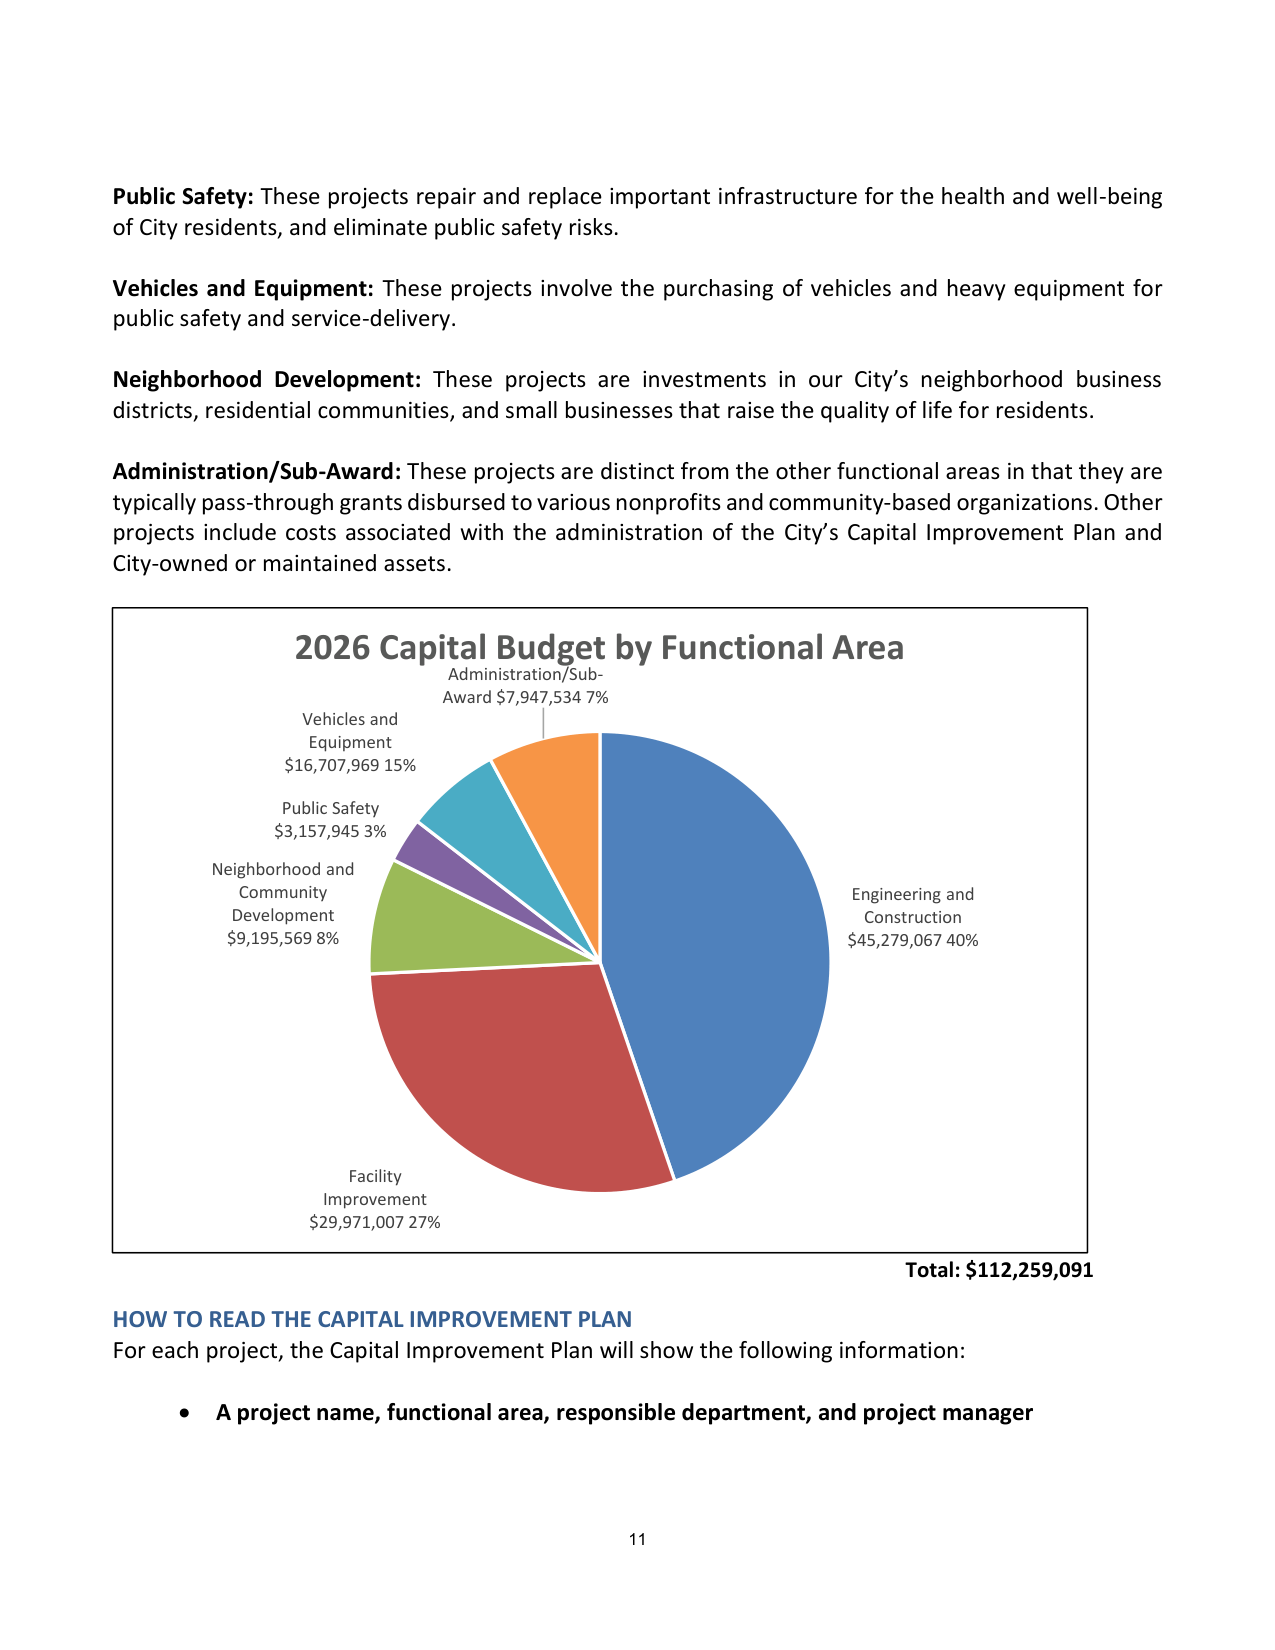 Public Safety: These projects repair and replace important infrastructure for the health and well-being
of City residents, and eliminate public safety risks.
Vehicles and Equipment: These projects involve the purchasing of vehicles and heavy equipment for
public safety and service-delivery.
Neighborhood Development: These projects are investments in our City’s neighborhood business
districts, residential communities, and small businesses that raise the quality of life for residents.
Administration/Sub-Award: These projects are distinct from the other functional areas in that they are
typically pass-through grants disbursed to various nonprofits and community-based organizations. Other
projects include costs associated with the administration of the City’s Capital Improvement Plan and
City-owned or maintained assets.
2026 Capital Budget by Functional Area
Administration/Sub-
Award $7,947,534 7%
Vehicles and
Equipment
$16,707,969 15%
Public Safety
$3,157,945 3%
Neighborhood and
Community
Development
$9,195,569 8%
Engineering and
Construction
$45,279,067 40%
Facility
Improvement
$29,971,007 27%
Total: $112,259,091
HOW TO READ THE CAPITAL IMPROVEMENT PLAN
For each project, the Capital Improvement Plan will show the following information:
• A project name, functional area, responsible department, and project manager
11